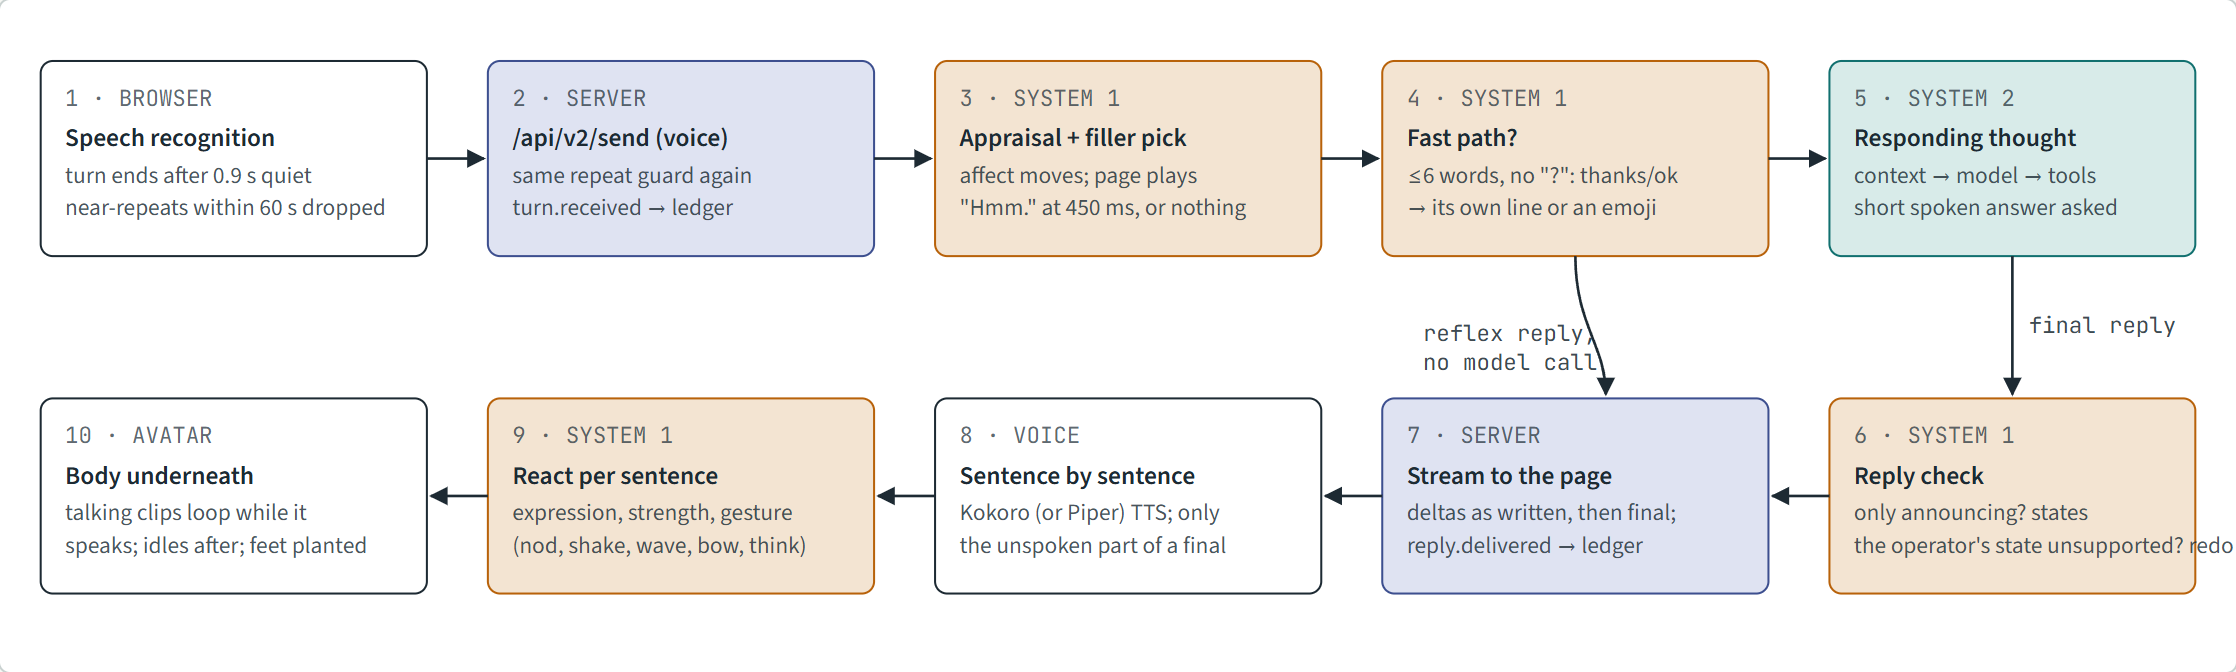 1 · BROWSER
Speech recognition
turn ends after 0.9 s quiet
near-repeats within 60 s dropped
2 · SERVER
/api/v2/send (voice)
same repeat guard again
turn.received → ledger
3 · SYSTEM 1
Appraisal + filler pick
affect moves; page plays
"Hmm." at 450 ms, or nothing
4 · SYSTEM 1
Fast path?
≤6 words, no "?": thanks/ok
→ its own line or an emoji
5 · SYSTEM 2
Responding thought
context → model → tools
short spoken answer asked
reflex reply,
no model call
final reply
10 · AVATAR
Body underneath
talking clips loop while it
speaks; idles after; feet planted
9 · SYSTEM 1
React per sentence
expression, strength, gesture
(nod, shake, wave, bow, think)
8 · VOICE
Sentence by sentence
Kokoro (or Piper) TTS; only
the unspoken part of a final
7 · SERVER
Stream to the page
deltas as written, then final;
reply.delivered → ledger
6 · SYSTEM 1
Reply check
only announcing? states
the operator's state unsupported? redo